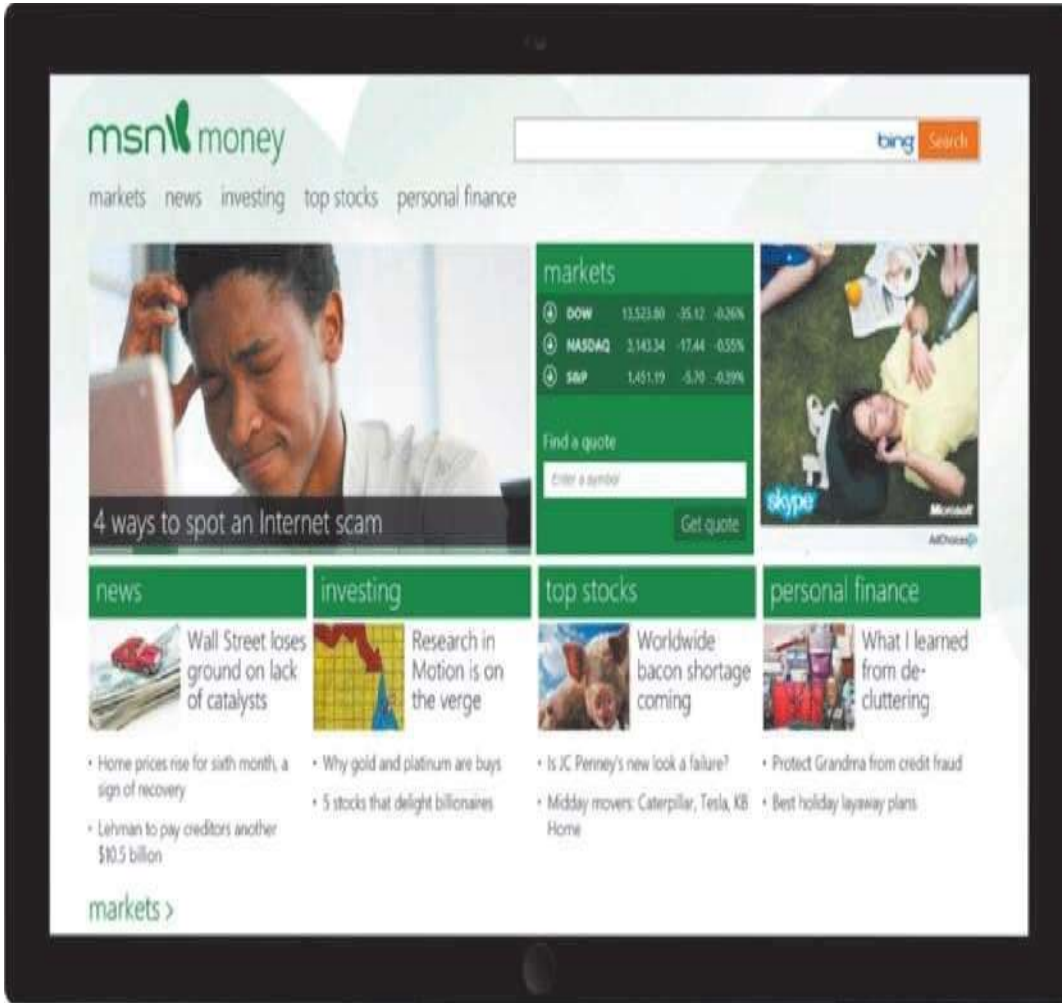 msn money
bing Search
markets news investing top stocks personal finance
4 ways to spot an Internet scam
markets
DOW 13,523.80 -35.12 -0.26%
NASDAQ 3,143.34 -17.44 -0.55%
S&P 1,451.19 -5.70 -0.39%
Find a quote
Enter a symbol
Get quote
skype
Microsoft
AdChoices
news
Wall Street loses
ground on lack
of catalysts
• Home prices rise for sixth month, a
sign of recovery
• Lehman to pay creditors another
$10.5 billion
investing
Research in
Motion is on
the verge
• Why gold and platinum are buys
• 5 stocks that delight billionaires
top stocks
Worldwide
bacon shortage
coming
• Is JC Penney's new look a failure?
• Midday movers: Caterpillar, Tesla, KB
Home
personal finance
What I learned
from de-
cluttering
• Protect Grandma from credit fraud
• Best holiday layaway plans
markets >